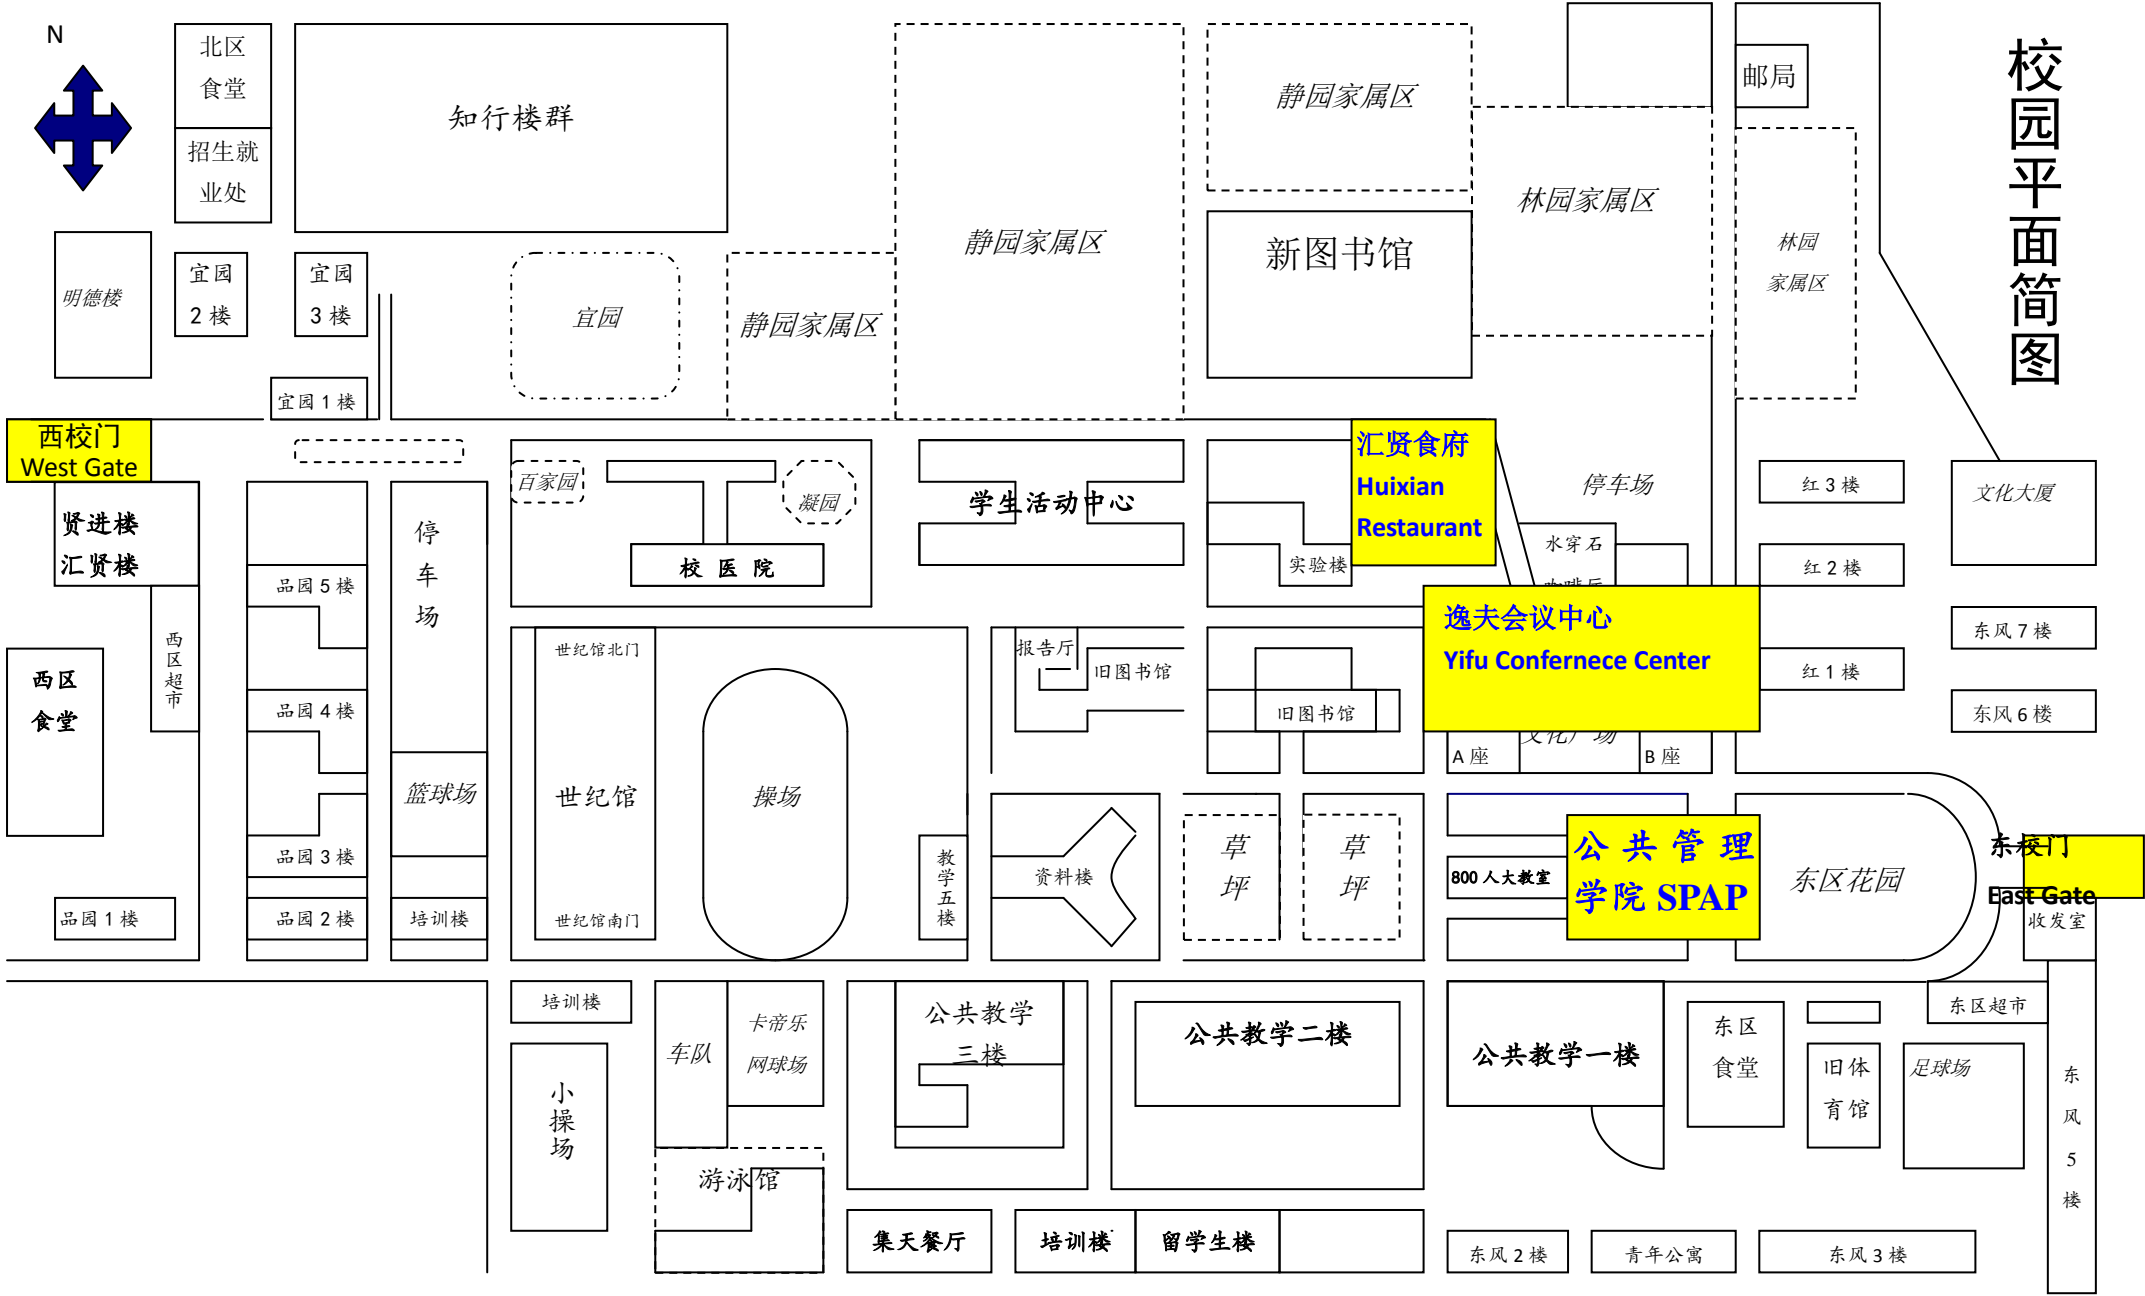 N
校园平面简图
北区
食堂
招生就
业处
知行楼群
静园家属区
静园家属区
静园家属区
林园家属区
邮局
林园
家属区
新图书馆
明德楼
宜园
2 楼
宜园
3 楼
宜园
宜园 1 楼
西校门
West Gate
贤进楼
汇贤楼
西区超市
西区
食堂
品园 5 楼
品园 4 楼
品园 3 楼
品园 2 楼
品园 1 楼
停车场
篮球场
培训楼
百家园
凝园
校 医 院
学生活动中心
实验楼
汇贤食府
Huixian
Restaurant
停车场
水穿石
红 3 楼
红 2 楼
红 1 楼
文化大厦
东风 7 楼
东风 6 楼
逸夫会议中心
Yifu Confernece Center
A 座
文化广场
B 座
世纪馆北门
世纪馆
世纪馆南门
操场
教学五楼
报告厅
旧图书馆
旧图书馆
资料楼
草坪
草坪
800 人大教室
公 共 管 理
学院 SPAP
东区花园
东校门
East Gate
收发室
培训楼
小操场
车队
卡帝乐
网球场
游泳馆
公共教学
三楼
公共教学二楼
公共教学一楼
东区
食堂
旧体
育馆
足球场
东区超市
东风5楼
集天餐厅
培训楼
留学生楼
东风 2 楼
青年公寓
东风 3 楼